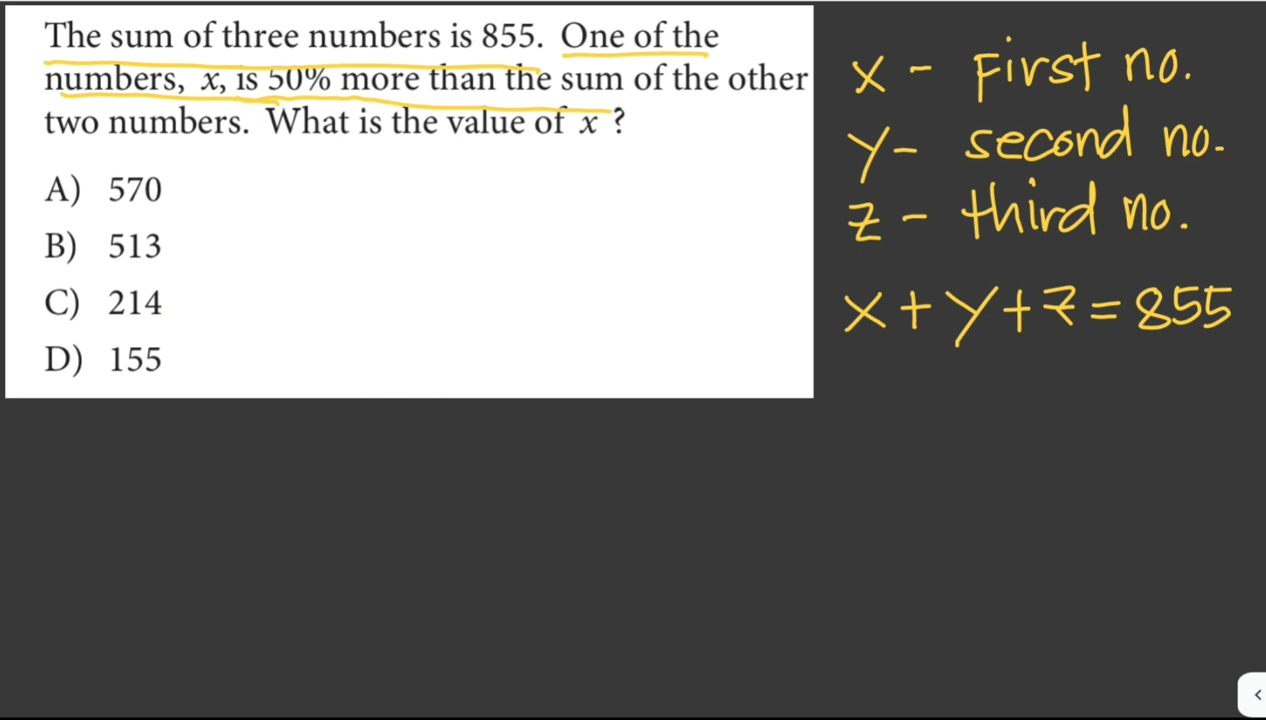 The sum of three numbers is 855. One of the
numbers, x, is 50% more than the sum of the other
two numbers. What is the value of x ?
A) 570
B) 513
C) 214
D) 155
x - First no.
y - second no.
z - third no.
x + y + z = 855